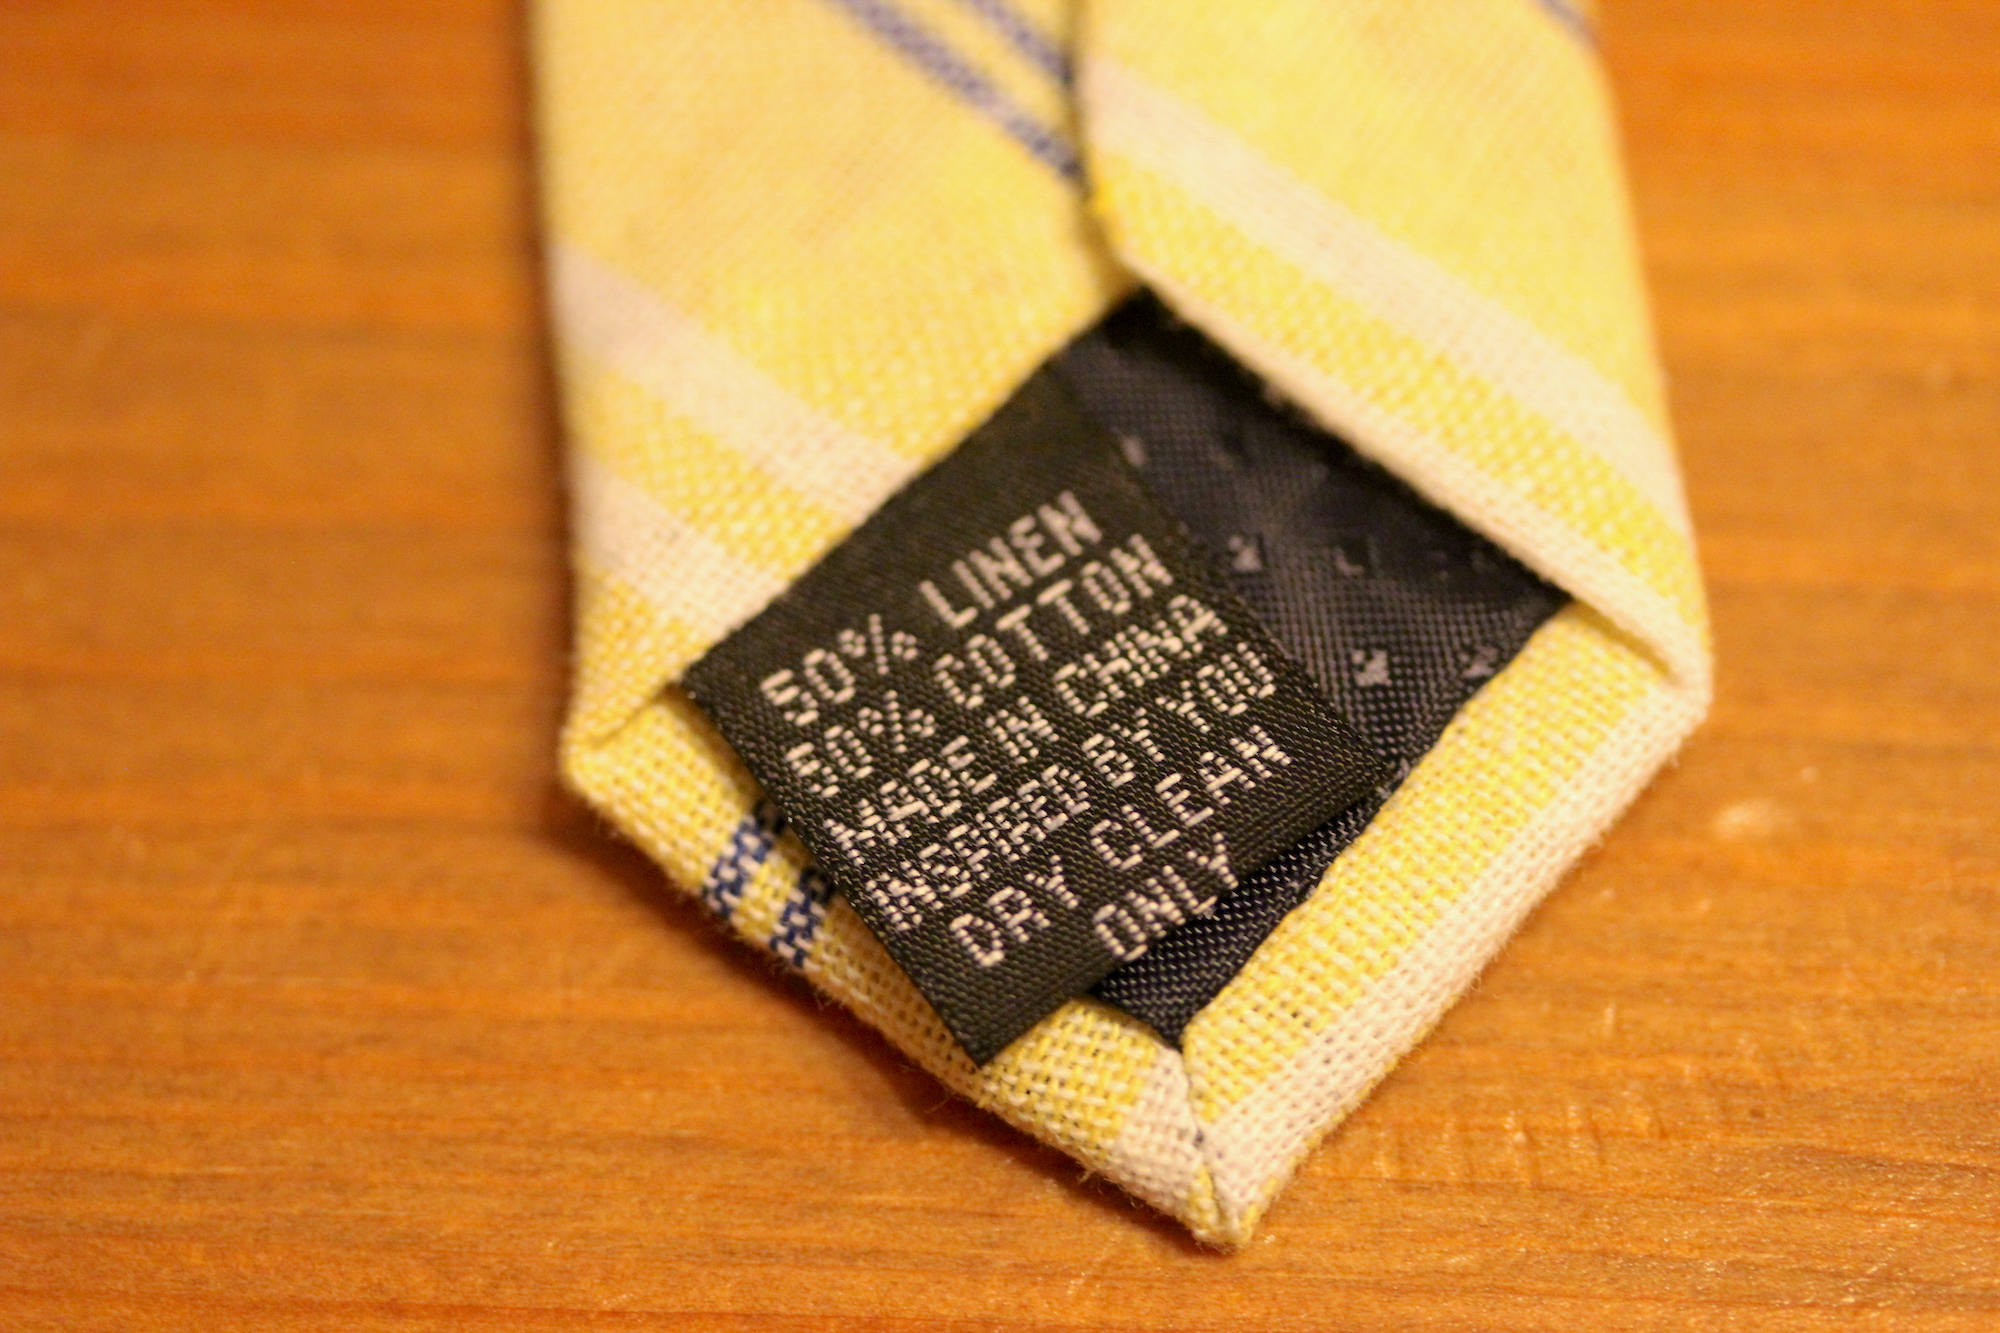 50% LINEN
50% COTTON
MADE IN CHINA
INSPIRED BY YOU
DRY CLEAN
ONLY